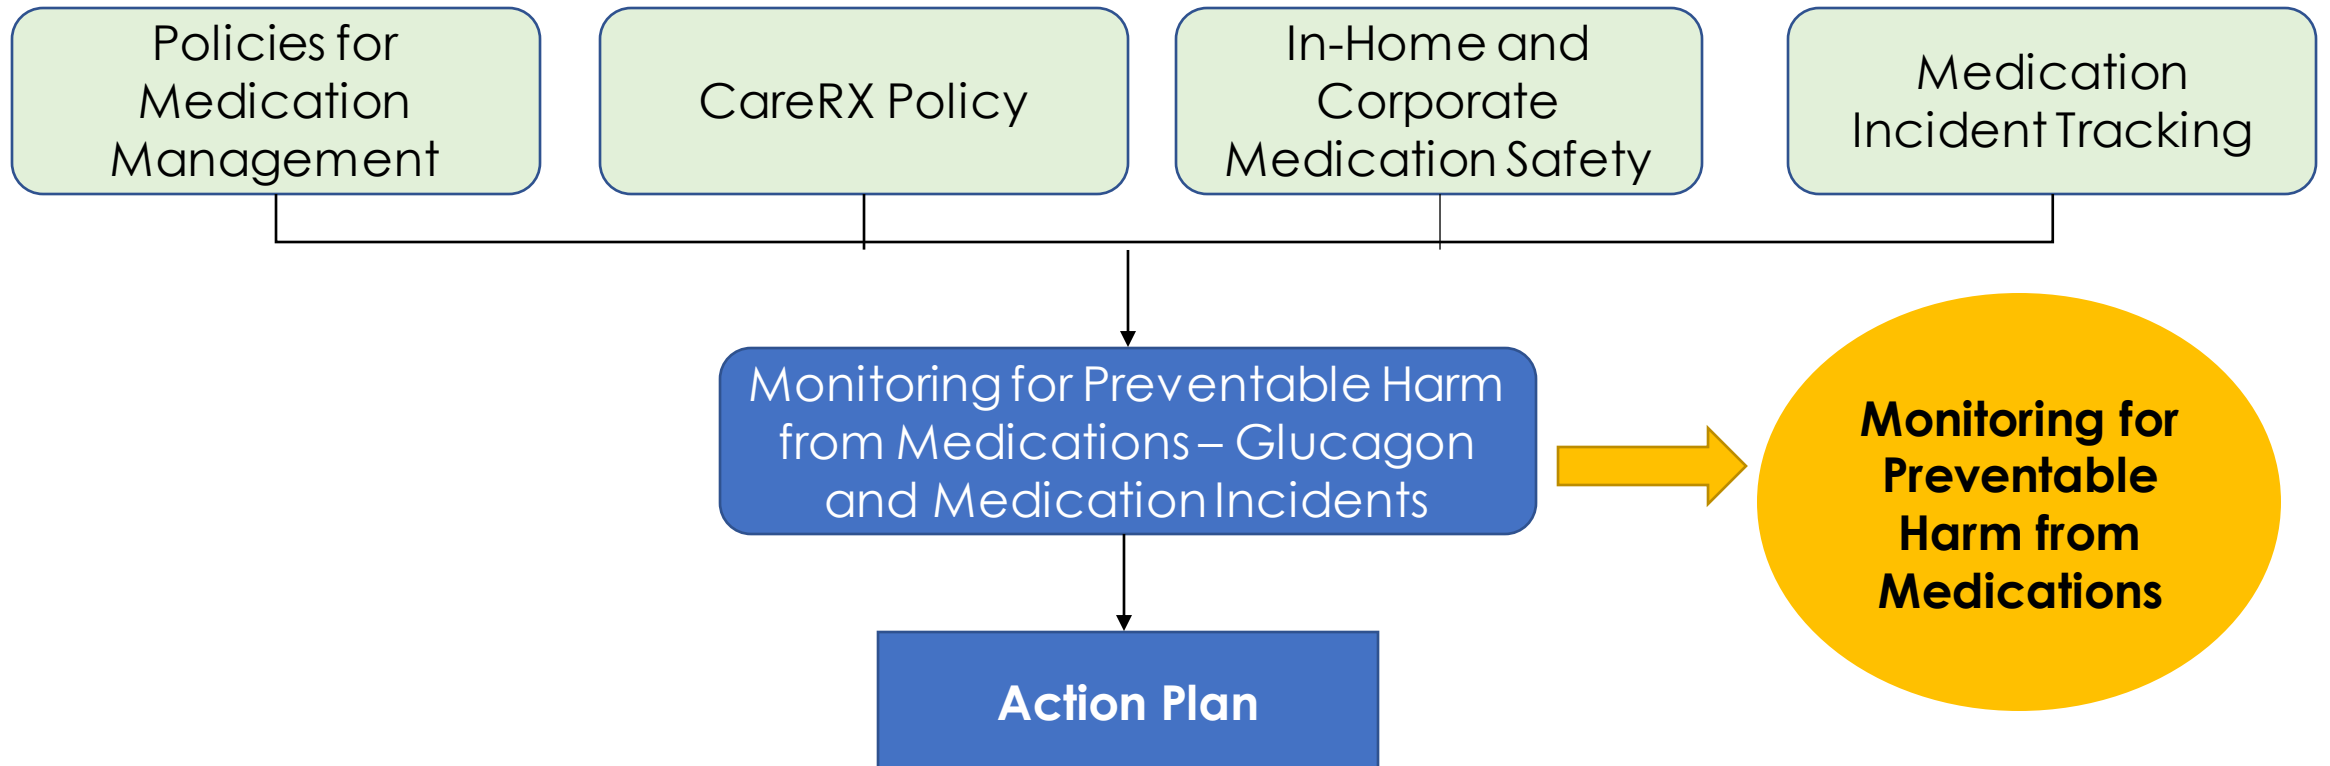 Policies for
Medication
Management
CareRX Policy
In-Home and
Corporate
Medication Safety
Medication
Incident Tracking
Monitoring for Preventable Harm
from Medications – Glucagon
and Medication Incidents
Monitoring for
Preventable
Harm from
Medications
Action Plan